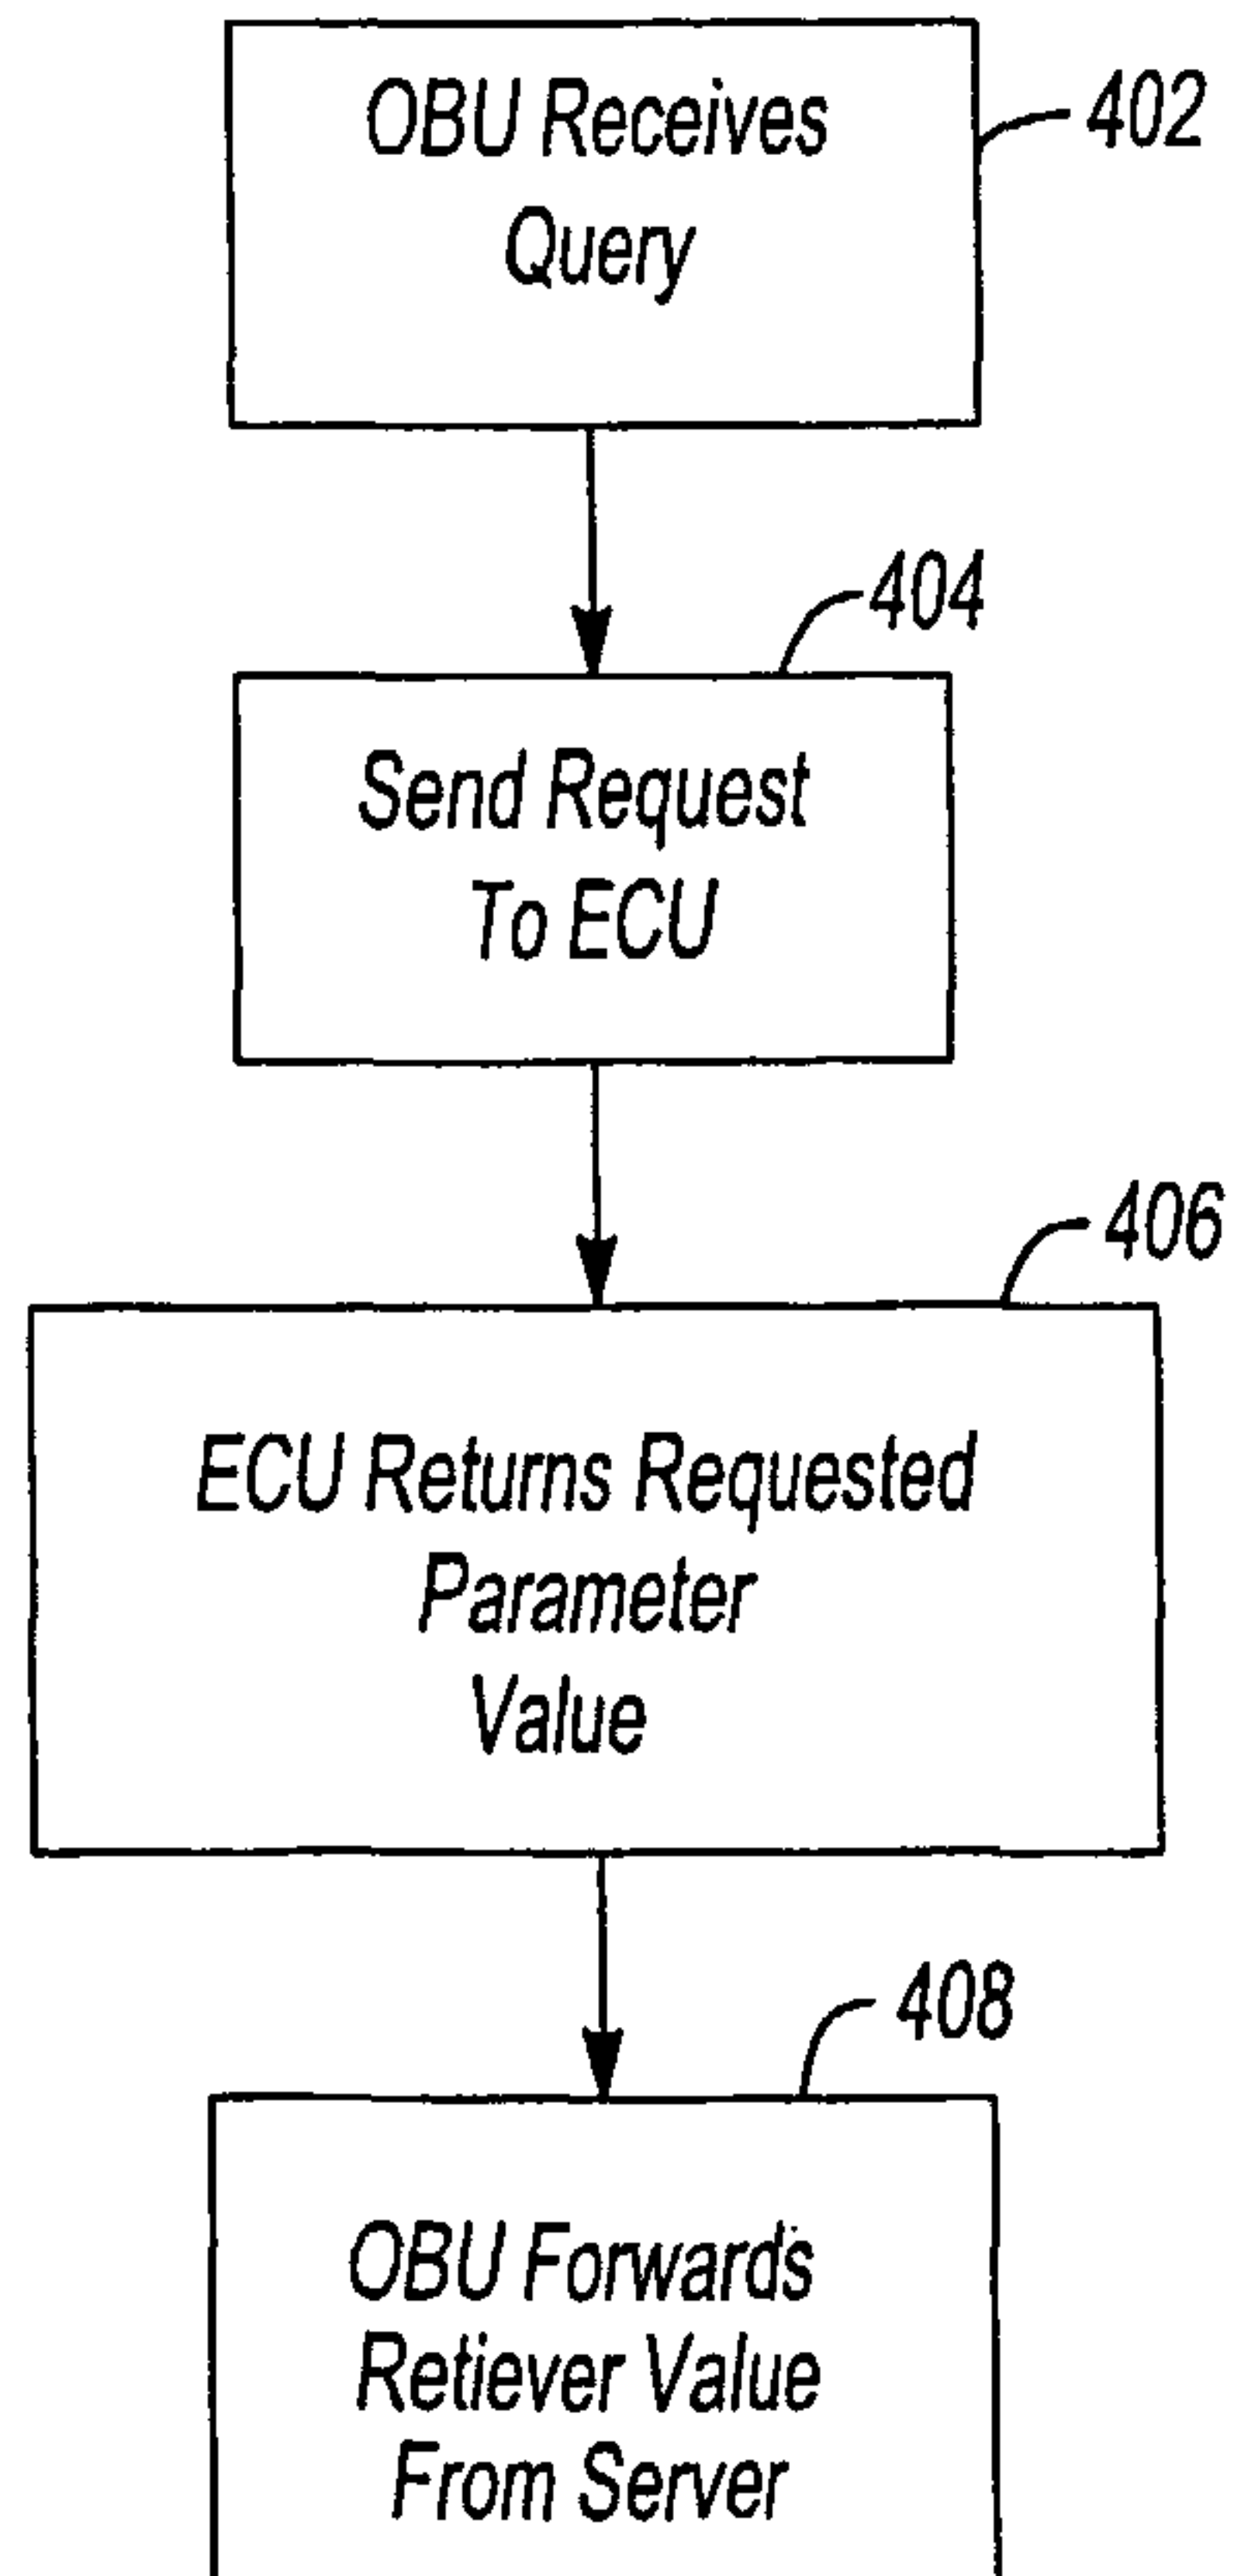 OBU Receives
Query
402
404
Send Request
To ECU
406
ECU Returns Requested
Parameter
Value
408
OBU Forwards
Retiever Value
From Server